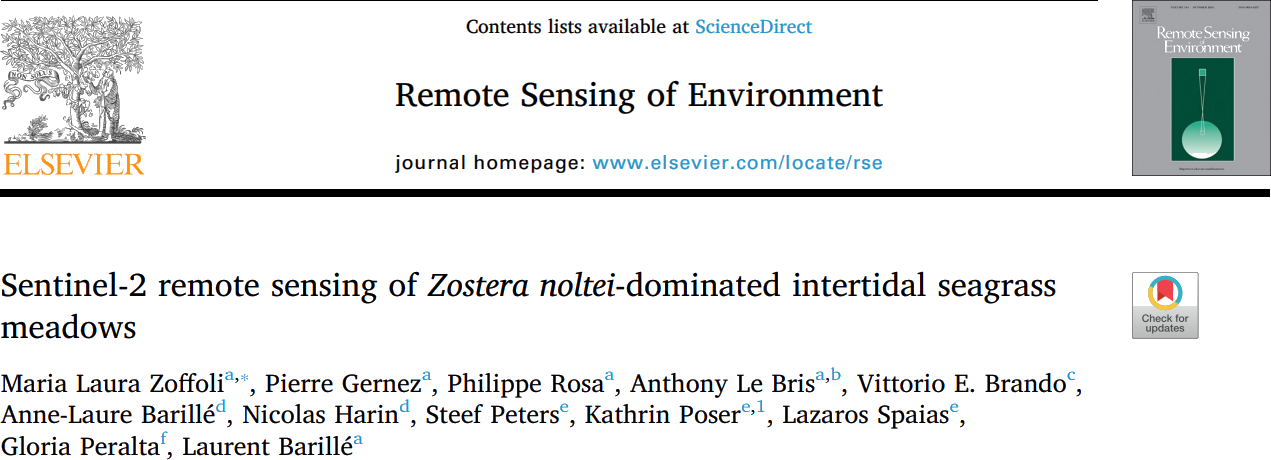 Contents lists available at ScienceDirect
Remote Sensing of Environment
journal homepage: www.elsevier.com/locate/rse
NON SOLUS
ELSEVIER
Remote Sensing
of
Environment
Sentinel-2 remote sensing of Zostera noltei-dominated intertidal seagrass
meadows
Check for
updates
Maria Laura Zoffoli a,*, Pierre Gernez a, Philippe Rosa a, Anthony Le Bris a,b, Vittorio E. Brando c,
Anne-Laure Barillé d, Nicolas Harin d, Steef Peters e, Kathrin Poser e,1, Lazaros Spaias e,
Gloria Peralta f, Laurent Barillé a